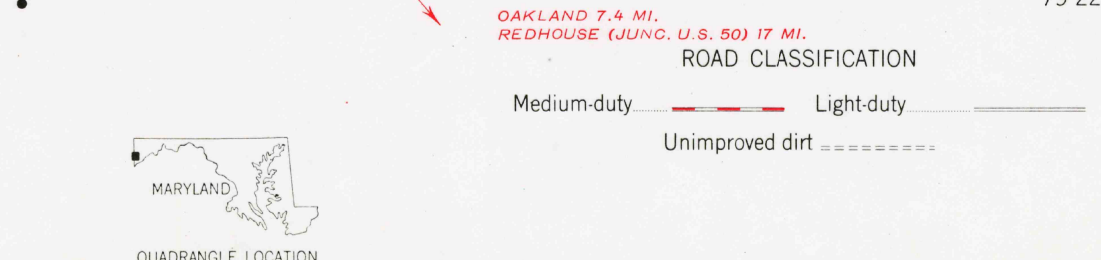 OAKLAND 7.4 MI.
REDHOUSE (JUNC. U.S. 50) 17 MI.
ROAD CLASSIFICATION
Medium-duty Light-duty
Unimproved dirt
MARYLAND
QUADRANGLE LOCATION